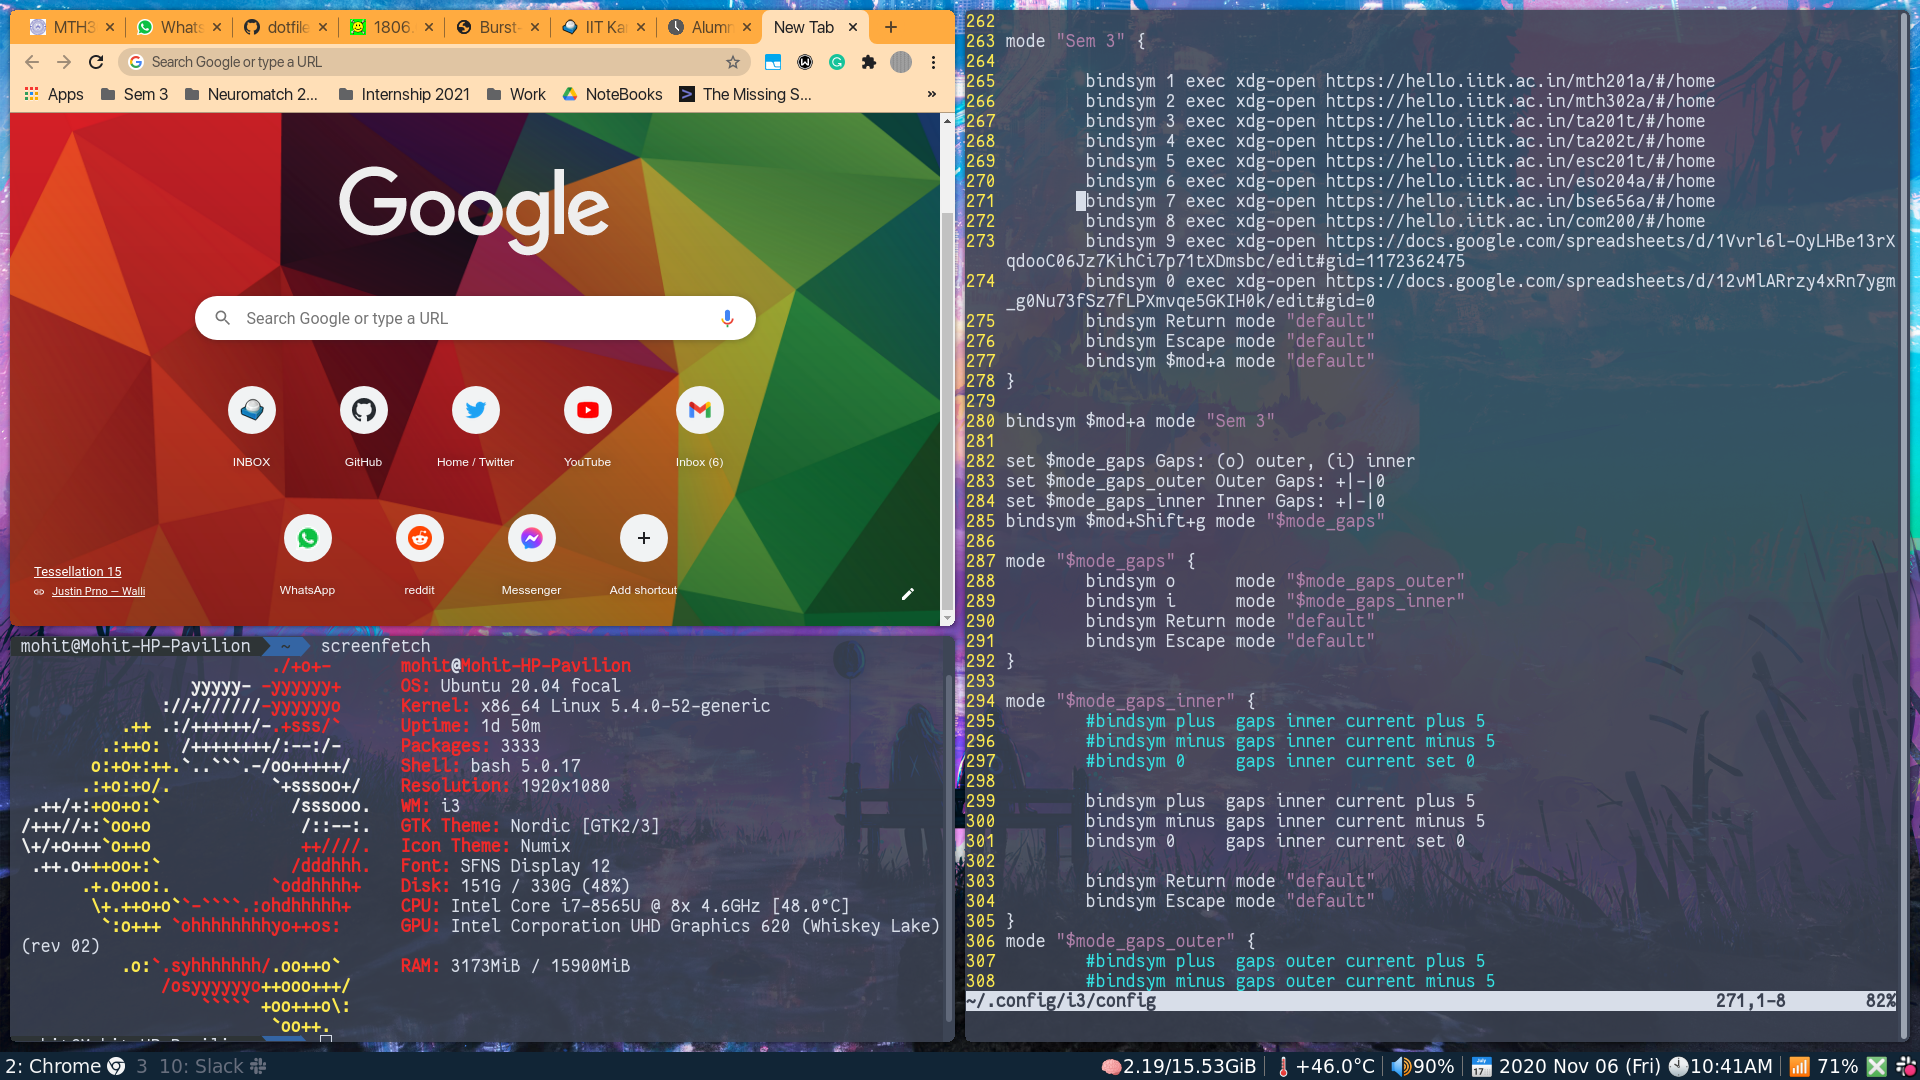 MTH3
Whats
dotfile
1806.
Burst-
IIT Ka
Alumn
New Tab
Search Google or type a URL
Apps
Sem 3
Neuromatch 2...
Internship 2021
Work
NoteBooks
The Missing S...
»
Google
Search Google or type a URL
INBOX
GitHub
Home / Twitter
YouTube
Inbox (6)
WhatsApp
reddit
Messenger
Add shortcut
Tessellation 15
Justin Prno — Walli
mohit@Mohit-HP-Pavilion ~ screenfetch
mohit@Mohit-HP-Pavilion
OS: Ubuntu 20.04 focal
Kernel: x86_64 Linux 5.4.0-52-generic
Uptime: 1d 50m
Packages: 3333
Shell: bash 5.0.17
Resolution: 1920x1080
WM: i3
GTK Theme: Nordic [GTK2/3]
Icon Theme: Numix
Font: SFNS Display 12
Disk: 151G / 330G (48%)
CPU: Intel Core i7-8565U @ 8x 4.6GHz [48.0°C]
GPU: Intel Corporation UHD Graphics 620 (Whiskey Lake)
(rev 02)
RAM: 3173MiB / 15900MiB
262
263 mode "Sem 3" {
264
265 bindsym 1 exec xdg-open https://hello.iitk.ac.in/mth201a/#/home
266 bindsym 2 exec xdg-open https://hello.iitk.ac.in/mth302a/#/home
267 bindsym 3 exec xdg-open https://hello.iitk.ac.in/ta201t/#/home
268 bindsym 4 exec xdg-open https://hello.iitk.ac.in/ta202t/#/home
269 bindsym 5 exec xdg-open https://hello.iitk.ac.in/esc201t/#/home
270 bindsym 6 exec xdg-open https://hello.iitk.ac.in/eso204a/#/home
271 bindsym 7 exec xdg-open https://hello.iitk.ac.in/bse656a/#/home
272 bindsym 8 exec xdg-open https://hello.iitk.ac.in/com200/#/home
273 bindsym 9 exec xdg-open https://docs.google.com/spreadsheets/d/1Vvrl6l-OyLHBe13rX
qdooC06Jz7KihCi7p71tXDmsbc/edit#gid=1172362475
274 bindsym 0 exec xdg-open https://docs.google.com/spreadsheets/d/12vMlARrzy4xRn7ygm
_g0Nu73fSz7fLPXmvqe5GKIH0k/edit#gid=0
275 bindsym Return mode "default"
276 bindsym Escape mode "default"
277 bindsym $mod+a mode "default"
278 }
279
280 bindsym $mod+a mode "Sem 3"
281
282 set $mode_gaps Gaps: (o) outer, (i) inner
283 set $mode_gaps_outer Outer Gaps: +|-|0
284 set $mode_gaps_inner Inner Gaps: +|-|0
285 bindsym $mod+Shift+g mode "$mode_gaps"
286
287 mode "$mode_gaps" {
288 bindsym o mode "$mode_gaps_outer"
289 bindsym i mode "$mode_gaps_inner"
290 bindsym Return mode "default"
291 bindsym Escape mode "default"
292 }
293
294 mode "$mode_gaps_inner" {
295 #bindsym plus gaps inner current plus 5
296 #bindsym minus gaps inner current minus 5
297 #bindsym 0 gaps inner current set 0
298
299 bindsym plus gaps inner current plus 5
300 bindsym minus gaps inner current minus 5
301 bindsym 0 gaps inner current set 0
302
303 bindsym Return mode "default"
304 bindsym Escape mode "default"
305 }
306 mode "$mode_gaps_outer" {
307 #bindsym plus gaps outer current plus 5
308 #bindsym minus gaps outer current minus 5
~/.config/i3/config 271,1-8 82%
2: Chrome 3 10: Slack
2.19/15.53GiB +46.0°C 90% 2020 Nov 06 (Fri) 10:41AM 71%